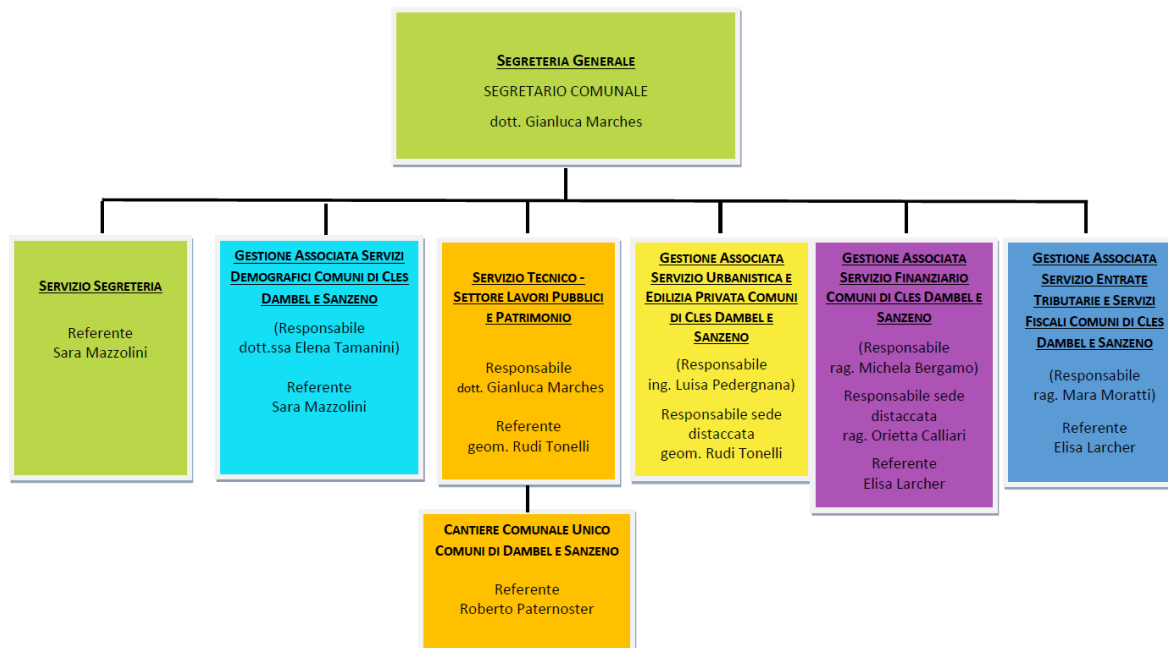 SEGRETERIA GENERALE
SEGRETARIO COMUNALE
dott. Gianluca Marches
SERVIZIO SEGRETERIA
Referente
Sara Mazzolini
GESTIONE ASSOCIATA SERVIZI
DEMOGRAFICI COMUNI DI CLES
DAMBEL E SANZENO
(Responsabile
dott.ssa Elena Tamanini)
Referente
Sara Mazzolini
SERVIZIO TECNICO -
SETTORE LAVORI PUBBLICI
E PATRIMONIO
Responsabile
dott. Gianluca Marches
Referente
geom. Rudi Tonelli
GESTIONE ASSOCIATA
SERVIZIO URBANISTICA E
EDILIZIA PRIVATA COMUNI
DI CLES DAMBEL E
SANZENO
(Responsabile
ing. Luisa Pedergnana)
Responsabile sede
distaccata
geom. Rudi Tonelli
GESTIONE ASSOCIATA
SERVIZIO FINANZIARIO
COMUNI DI CLES DAMBEL E
SANZENO
(Responsabile
rag. Michela Bergamo)
Responsabile sede
distaccata
rag. Orietta Calliari
Referente
Elisa Larcher
GESTIONE ASSOCIATA
SERVIZIO ENTRATE
TRIBUTARIE E SERVIZI
FISCALI COMUNI DI CLES
DAMBEL E SANZENO
(Responsabile
rag. Mara Moratti)
Referente
Elisa Larcher
CANTIERE COMUNALE UNICO
COMUNI DI DAMBEL E SANZENO
Referente
Roberto Paternoster